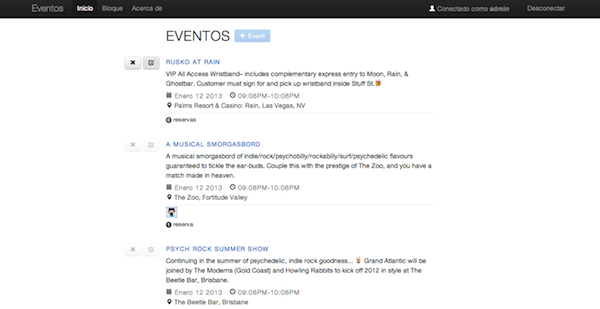 Eventos Inicio Bloque Acerca de Conectado como admin Desconectar
EVENTOS + Event
RUSKO AT RAIN
VIP All Access Wristband– includes complementary express entry to Moon, Rain, &
Ghostbar. Customer must sign for and pick up wristband inside Stuff St.
Enero 12 2013 09:08PM-10:08PM
Palms Resort & Casino: Rain, Las Vegas, NV
0 reservas
A MUSICAL SMORGASBORD
A musical smorgasbord of indie/rock/psychobilly/rockabilly/surf/psychedelic flavours
guaranteed to tickle the ear-buds. Couple this with the prestige of The Zoo, and you have a
match made in heaven.
Enero 12 2013 09:08PM-10:08PM
The Zoo, Fortitude Valley
1 reserva
PSYCH ROCK SUMMER SHOW
Continuing in the summer of psychedelic, indie rock goodness... Grand Atlantic will be
joined by The Moderns (Gold Coast) and Howling Rabbits to kick off 2012 in style at The
Beetle Bar, Brisbane.
Enero 12 2013 09:08PM-10:08PM
The Beetle Bar, Brisbane